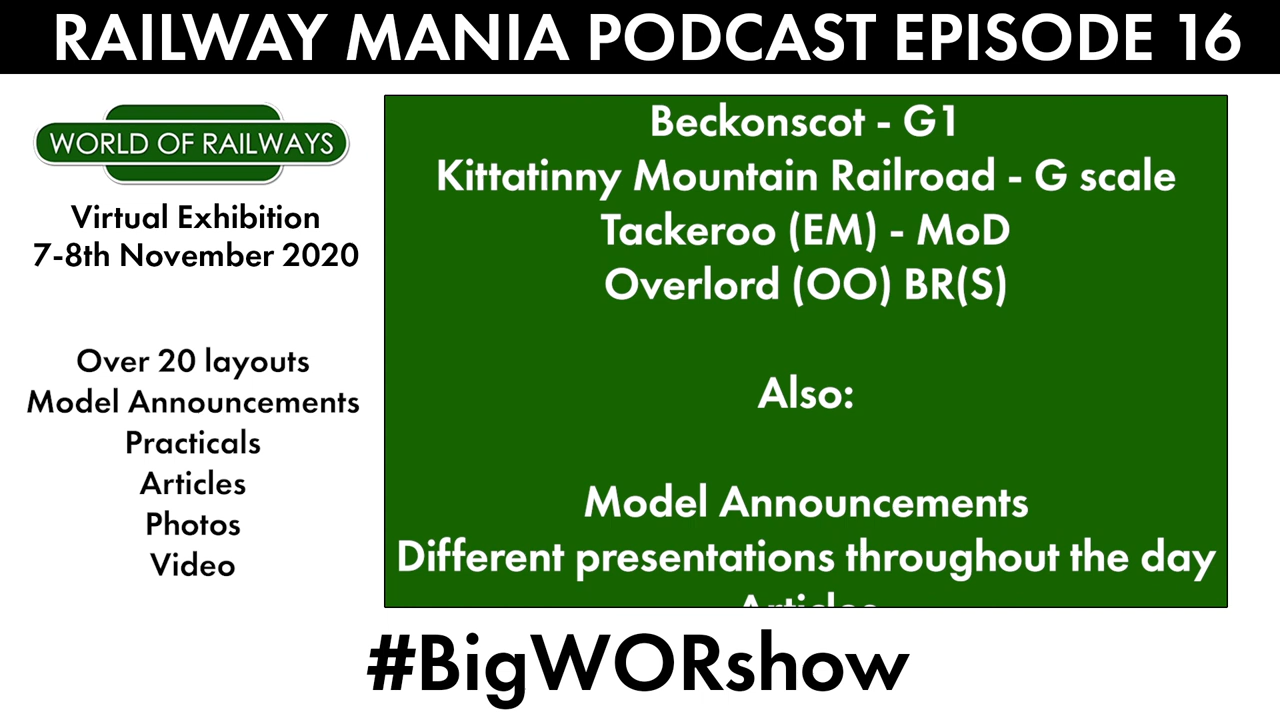 RAILWAY MANIA PODCAST EPISODE 16
WORLD OF RAILWAYS
Virtual Exhibition
7-8th November 2020
Over 20 layouts
Model Announcements
Practicals
Articles
Photos
Video
Beckonscot - G1
Kittatinny Mountain Railroad - G scale
Tackeroo (EM) - MoD
Overlord (OO) BR(S)
Also:
Model Announcements
Different presentations throughout the day
Articles
#BigWORshow